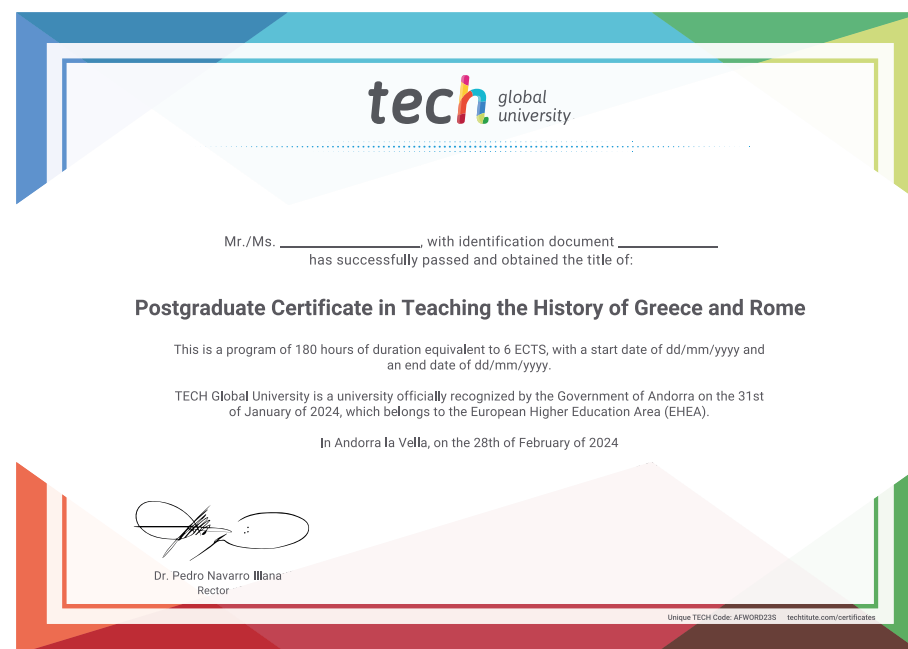 tech global
university
Mr./Ms. ____________, with identification document ____________
has successfully passed and obtained the title of:
Postgraduate Certificate in Teaching the History of Greece and Rome
This is a program of 180 hours of duration equivalent to 6 ECTS, with a start date of dd/mm/yyyy and
an end date of dd/mm/yyyy.
TECH Global University is a university officially recognized by the Government of Andorra on the 31st
of January of 2024, which belongs to the European Higher Education Area (EHEA).
In Andorra la Vella, on the 28th of February of 2024
Dr. Pedro Navarro Illana
Rector
Unique TECH Code: AFWORD23S techtitute.com/certificates